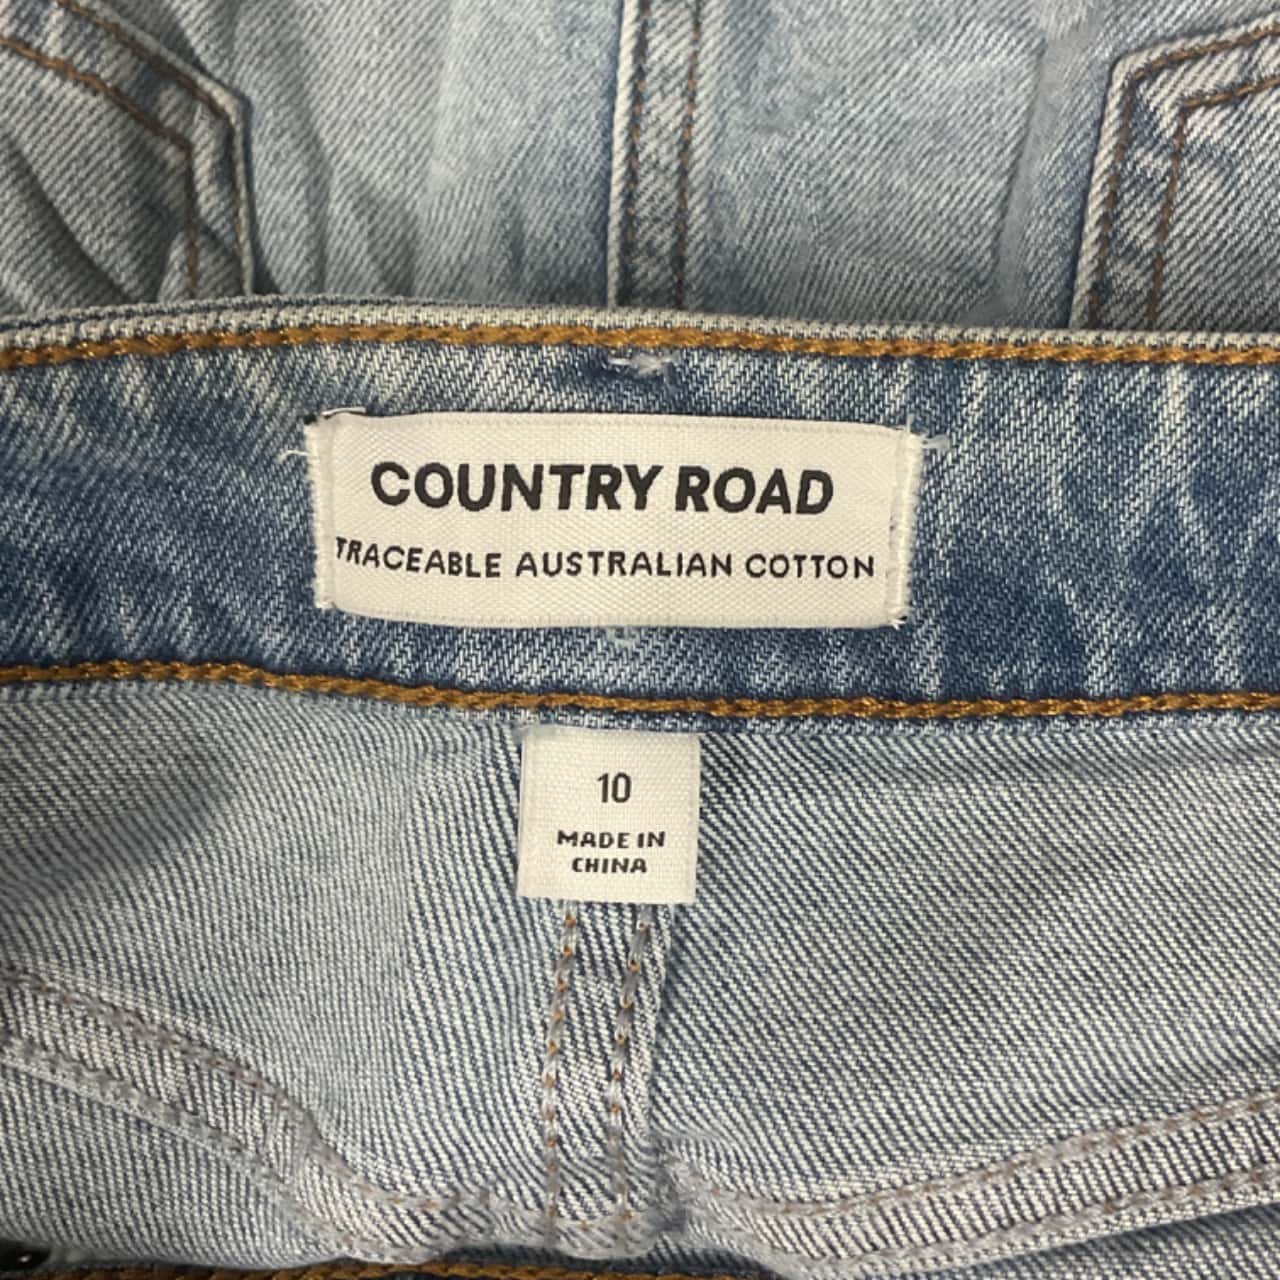 COUNTRY ROAD
TRACEABLE AUSTRALIAN COTTON
10
MADE IN
CHINA